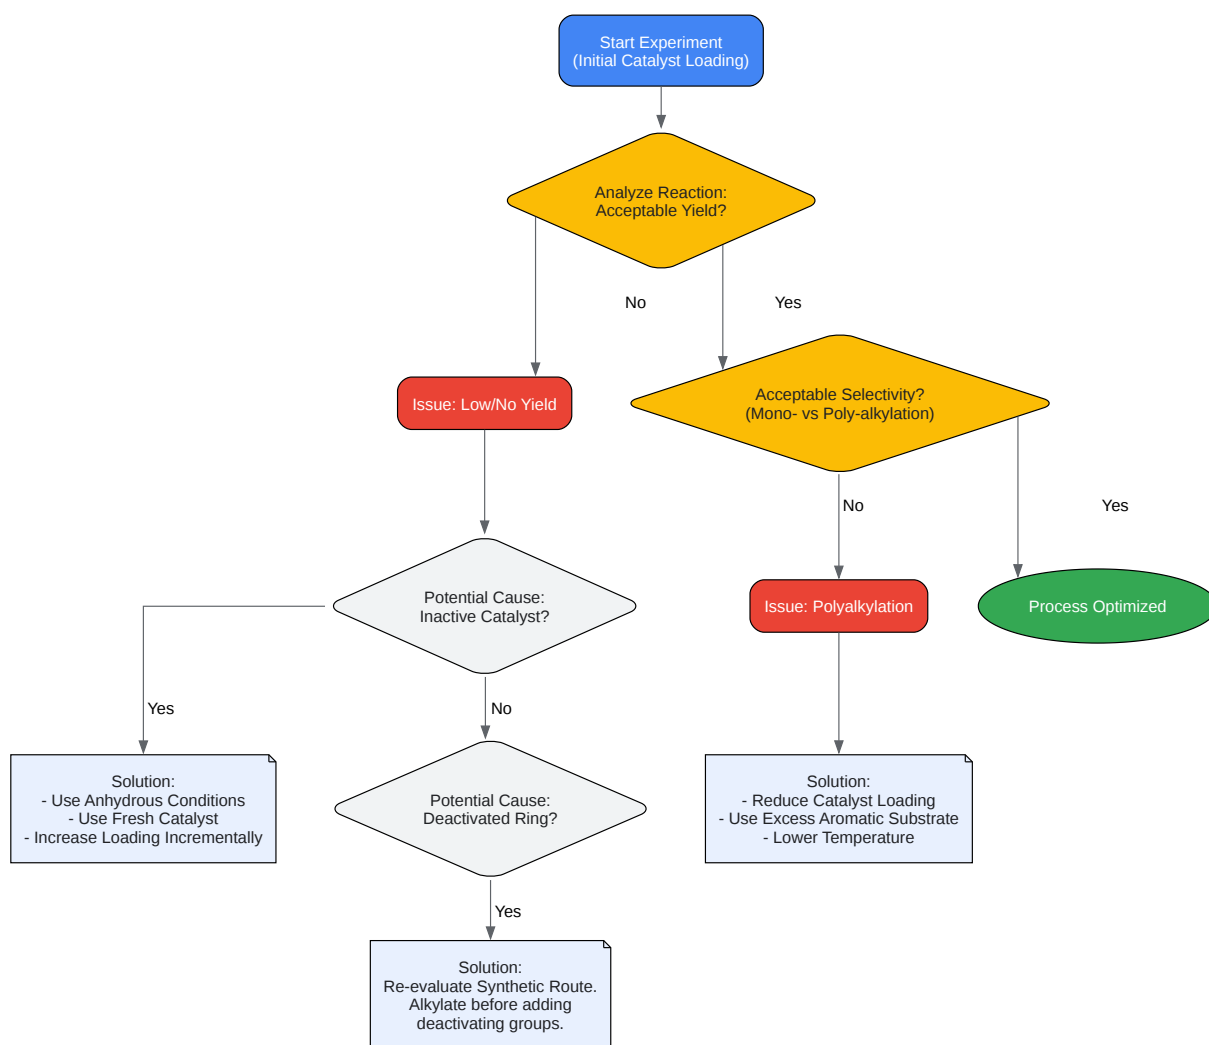 Start Experiment
(Initial Catalyst Loading)
Analyze Reaction:
Acceptable Yield?
No
Yes
Issue: Low/No Yield
Acceptable Selectivity?
(Mono- vs Poly-alkylation)
No
Yes
Potential Cause:
Inactive Catalyst?
Issue: Polyalkylation
Process Optimized
Yes
No
Solution:
- Use Anhydrous Conditions
- Use Fresh Catalyst
- Increase Loading Incrementally
Potential Cause:
Deactivated Ring?
Solution:
- Reduce Catalyst Loading
- Use Excess Aromatic Substrate
- Lower Temperature
Yes
Solution:
Re-evaluate Synthetic Route.
Alkylate before adding
deactivating groups.